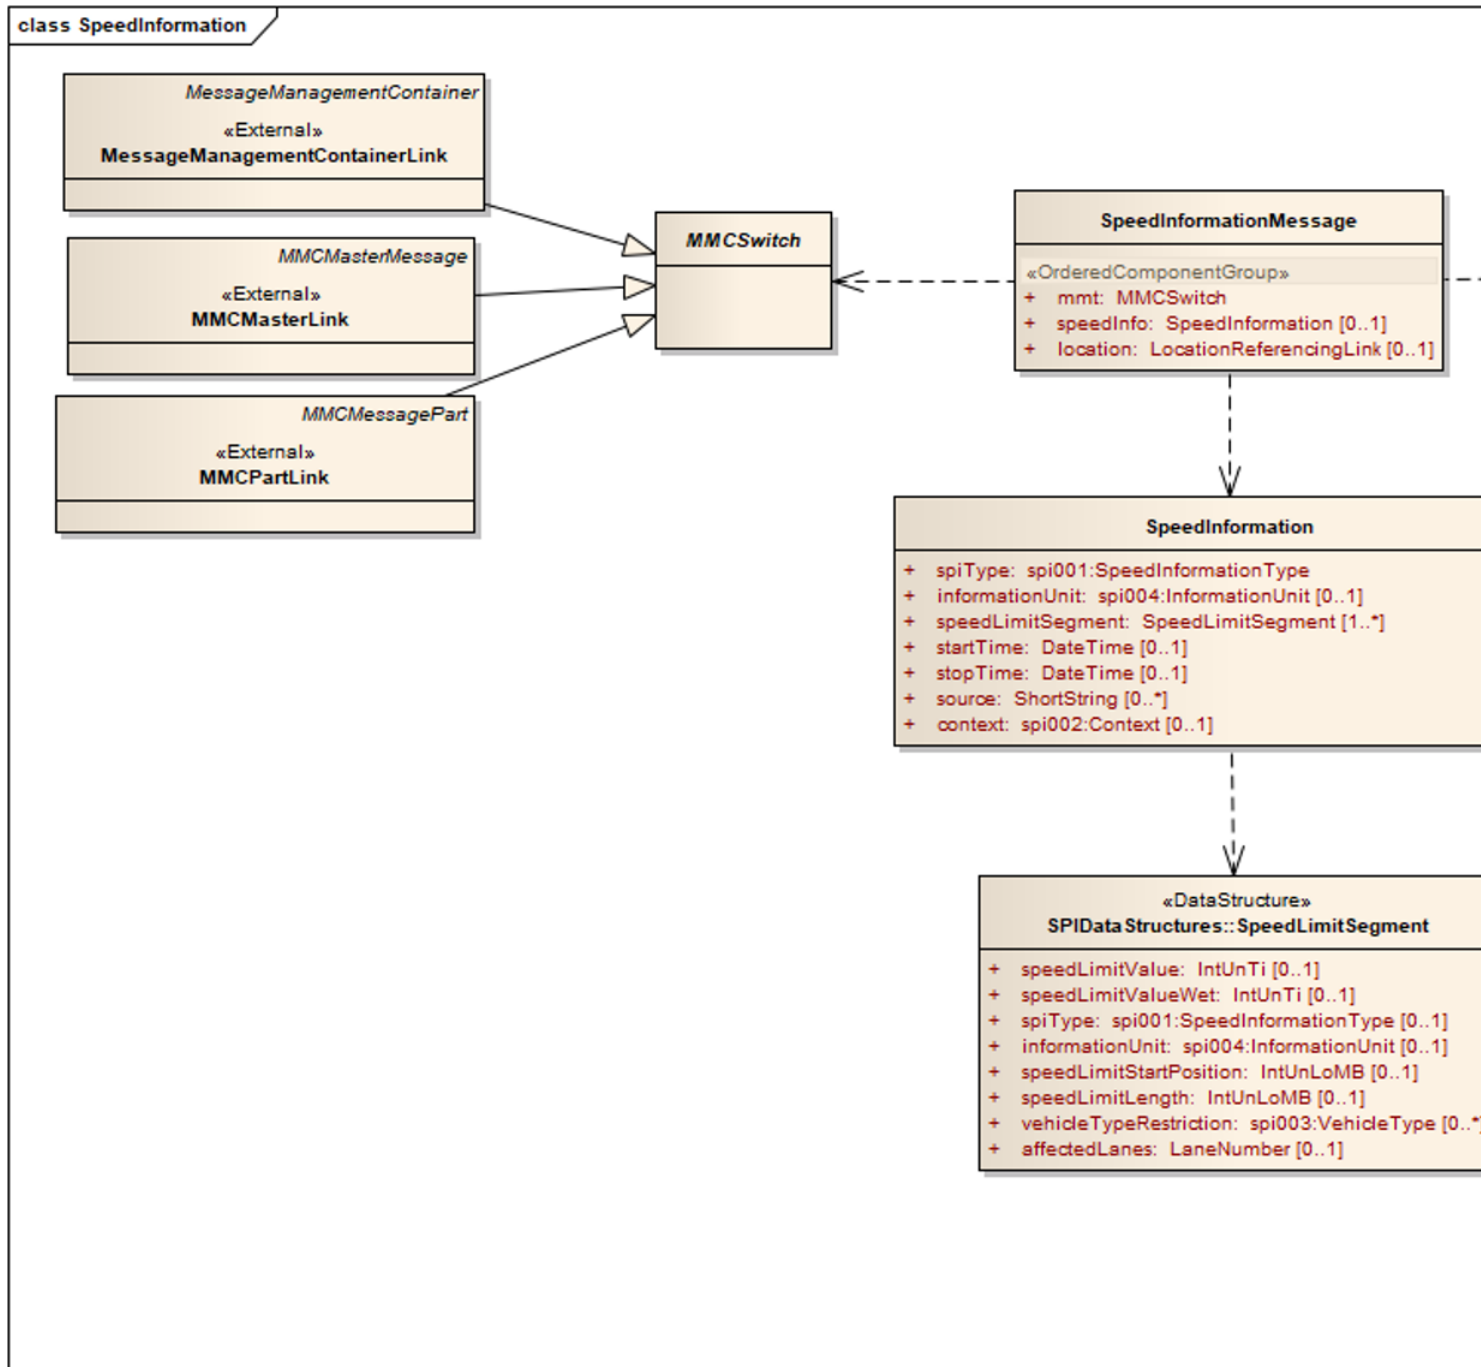 class SpeedInformation
MessageManagementContainer
«External»
MessageManagementContainerLink
MMCMasterMessage
«External»
MMCMasterLink
MMCMessagePart
«External»
MMCPartLink
MMCSwitch
SpeedInformationMessage
«OrderedComponentGroup»
+ mmt: MMCSwitch
+ speedInfo: SpeedInformation [0..1]
+ location: LocationReferencingLink [0..1]
SpeedInformation
+ spiType: spi001:SpeedInformationType
+ informationUnit: spi004:InformationUnit [0..1]
+ speedLimitSegment: SpeedLimitSegment [1..*]
+ startTime: DateTime [0..1]
+ stopTime: DateTime [0..1]
+ source: ShortString [0..*]
+ context: spi002:Context [0..1]
«DataStructure»
SPIDataStructures::SpeedLimitSegment
+ speedLimitValue: IntUnTi [0..1]
+ speedLimitValueWet: IntUnTi [0..1]
+ spiType: spi001:SpeedInformationType [0..1]
+ informationUnit: spi004:InformationUnit [0..1]
+ speedLimitStartPosition: IntUnLoMB [0..1]
+ speedLimitLength: IntUnLoMB [0..1]
+ vehicleTypeRestriction: spi003:VehicleType [0..*]
+ affectedLanes: LaneNumber [0..1]